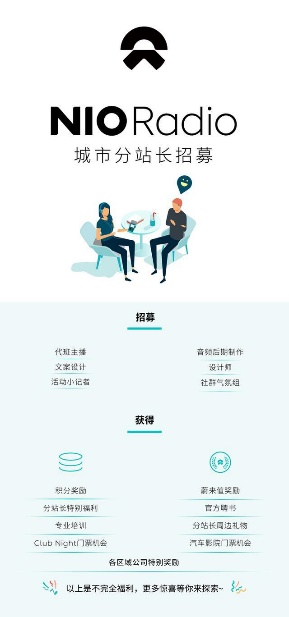 NIO Radio
城市分站长招募
招募
代班主播
音频后期制作
文案设计
设计师
活动小记者
社群气氛组
获得
积分奖励
蔚来值奖励
分站长特别福利
官方聘书
专业培训
分站长周边礼物
Club Night门票机会
汽车影院门票机会
各区域公司特别奖励
以上是不完全福利，更多惊喜等你来探索~